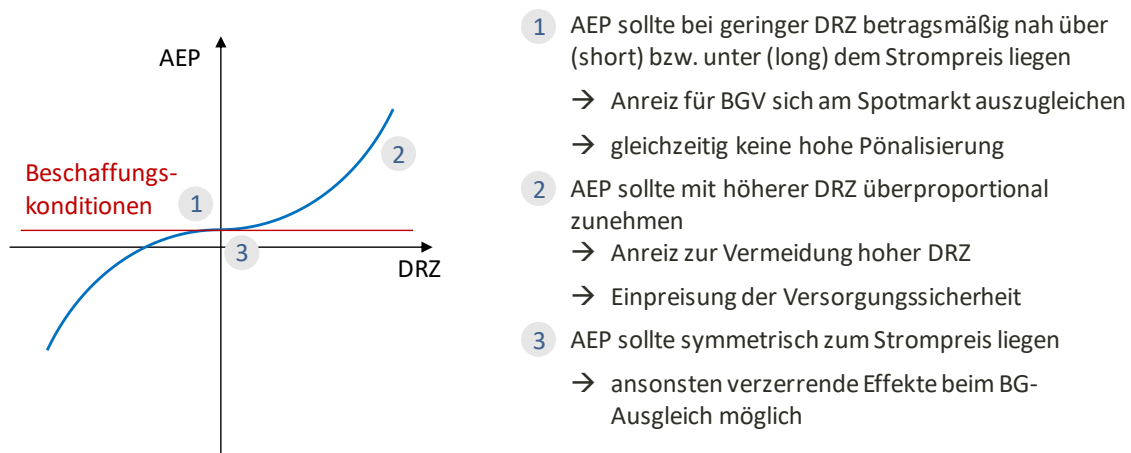 AEP
Beschaffungs-
konditionen
1
2
3
DRZ
1 AEP sollte bei geringer DRZ betragsmäßig nah über
(short) bzw. unter (long) dem Strompreis liegen
→ Anreiz für BGV sich am Spotmarkt auszugleichen
→ gleichzeitig keine hohe Pönalisierung
2 AEP sollte mit höherer DRZ überproportional
zunehmen
→ Anreiz zur Vermeidung hoher DRZ
→ Einpreisung der Versorgungssicherheit
3 AEP sollte symmetrisch zum Strompreis liegen
→ ansonsten verzerrende Effekte beim BG-
Ausgleich möglich